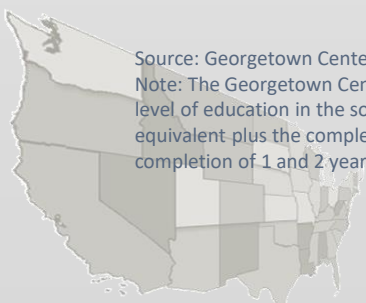 Source: Georgetown Cente
Note: The Georgetown Cen
level of education in the sc
equivalent plus the comple
completion of 1 and 2 year